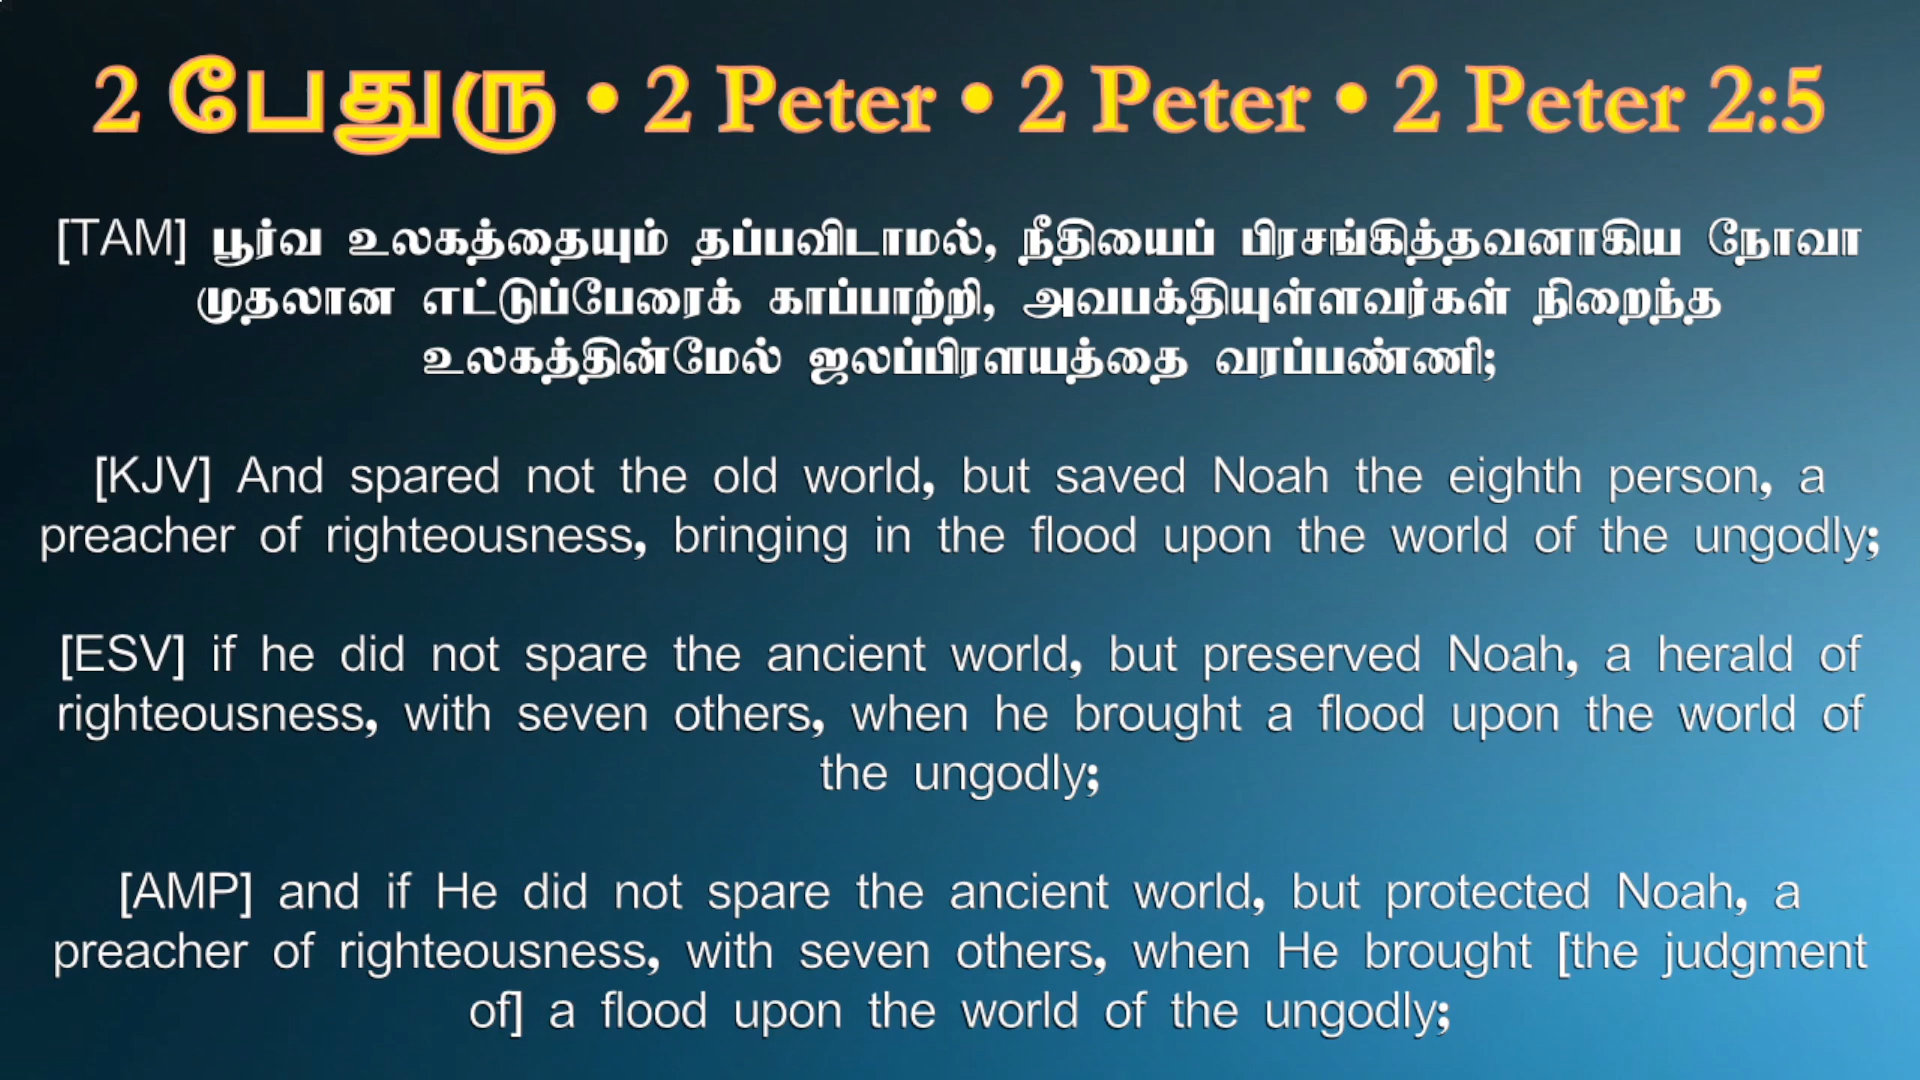 2 பேதுரு • 2 Peter • 2 Peter • 2 Peter 2:5
[TAM] பூர்வ உலகத்தையும் தப்பவிடாமல், நீதியைப் பிரசங்கித்தவனாகிய நோவா
முதலான எட்டுப்பேரைக் காப்பாற்றி, அவபக்தியுள்ளவர்கள் நிறைந்த
உலகத்தின்மேல் ஜலப்பிரளயத்தை வரப்பண்ணி;
[KJV] And spared not the old world, but saved Noah the eighth person, a
preacher of righteousness, bringing in the flood upon the world of the ungodly;
[ESV] if he did not spare the ancient world, but preserved Noah, a herald of
righteousness, with seven others, when he brought a flood upon the world of
the ungodly;
[AMP] and if He did not spare the ancient world, but protected Noah, a
preacher of righteousness, with seven others, when He brought [the judgment
of] a flood upon the world of the ungodly;